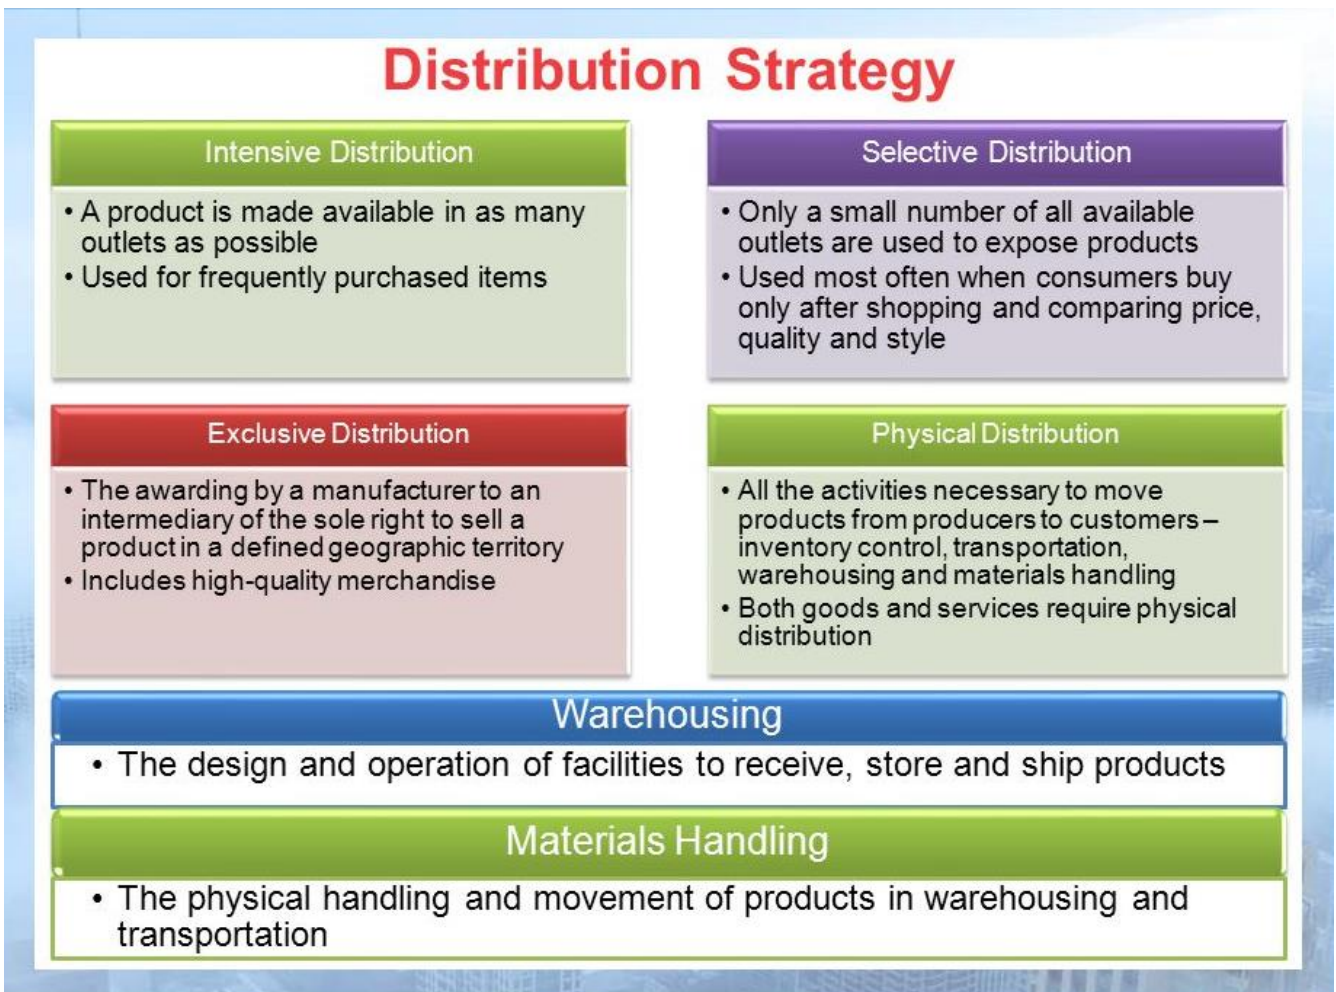 Distribution Strategy
Intensive Distribution
• A product is made available in as many
outlets as possible
• Used for frequently purchased items
Selective Distribution
• Only a small number of all available
outlets are used to expose products
• Used most often when consumers buy
only after shopping and comparing price,
quality and style
Exclusive Distribution
• The awarding by a manufacturer to an
intermediary of the sole right to sell a
product in a defined geographic territory
• Includes high-quality merchandise
Physical Distribution
• All the activities necessary to move
products from producers to customers –
inventory control, transportation,
warehousing and materials handling
• Both goods and services require physical
distribution
Warehousing
• The design and operation of facilities to receive, store and ship products
Materials Handling
• The physical handling and movement of products in warehousing and
transportation